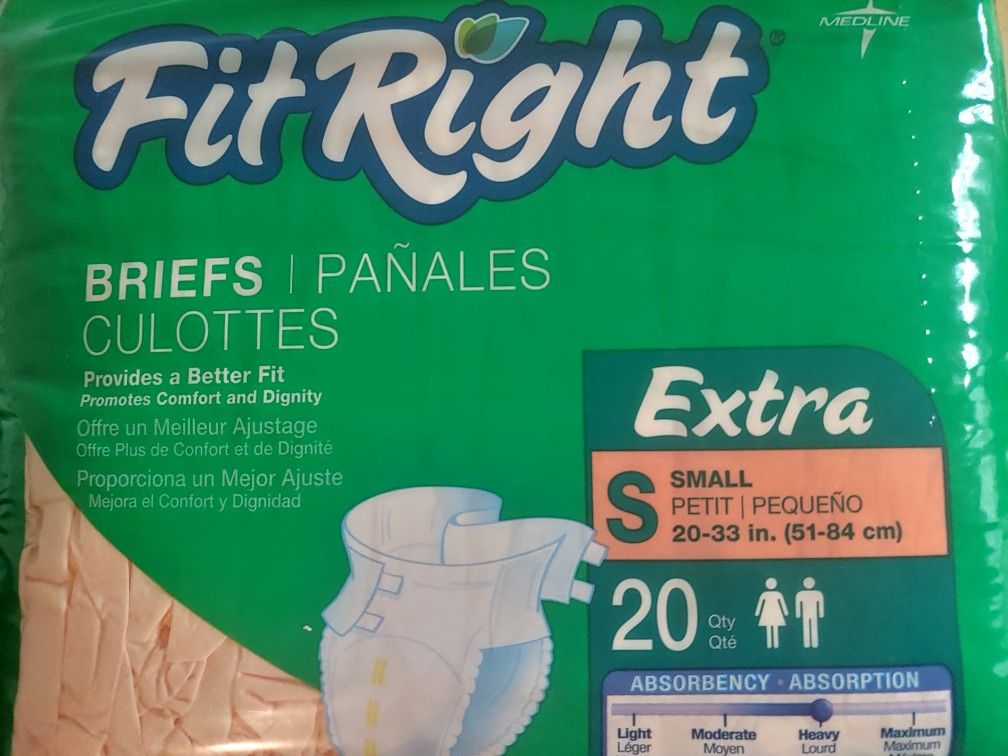 FitRight®
MEDLINE
BRIEFS | PAÑALES
CULOTTES
Provides a Better Fit
Promotes Comfort and Dignity
Offre un Meilleur Ajustage
Offre Plus de Confort et de Dignité
Proporciona un Mejor Ajuste
Mejora el Confort y Dignidad
Extra
S
SMALL
PETIT | PEQUEÑO
20-33 in. (51-84 cm)
20 Qty
Qté
ABSORBENCY • ABSORPTION
Light Moderate Heavy Maximum
Léger Moyen Lourd Maximum